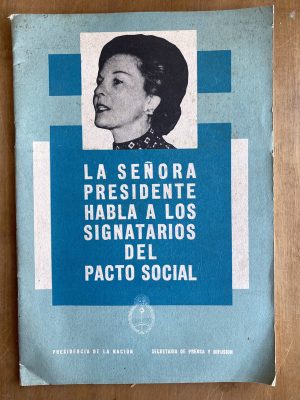 LA SEÑORA
PRESIDENTE
HABLA A LOS
SIGNATARIOS
DEL
PACTO SOCIAL
PRESIDENCIA DE LA NACION SECRETARIA DE PRENSA Y DIFUSION